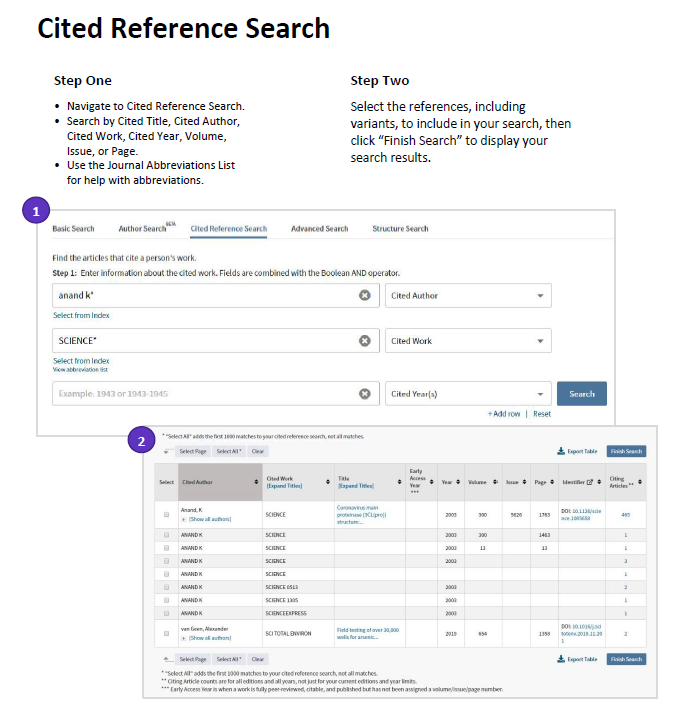 Cited Reference Search
Step One
• Navigate to Cited Reference Search.
• Search by Cited Title, Cited Author,
Cited Work, Cited Year, Volume,
Issue, or Page.
• Use the Journal Abbreviations List
for help with abbreviations.
Step Two
Select the references, including
variants, to include in your search, then
click “Finish Search” to display your
search results.
1
Basic Search Author Search BETA Cited Reference Search Advanced Search Structure Search
Find the articles that cite a person's work.
Step 1: Enter information about the cited work. Fields are combined with the Boolean AND operator.
anand k* Cited Author
Select from Index
SCIENCE* Cited Work
Select from Index
View abbreviation list
Example: 1943 or 1943-1945 Cited Year(s) Search
+Add row | Reset
2
* "Select All" adds the first 1000 matches to your cited reference search, not all matches.
Select Page Select All* Clear Export Table Finish Search
Select Cited Author Cited Work [Expand Titles] Title [Expand Titles] Early Access Year *** Year Volume Issue Page Identifier Citing Articles **
Anand, K
[Show all authors] SCIENCE Coronavirus main
proteinase (3CL(pro))
structure... 2003 300 5626 1763 465
ANAND K SCIENCE 2003 300 1463 1
ANAND K SCIENCE 2003 13 13 1
ANAND K SCIENCE 2003 3
ANAND K SCIENCE 1
ANAND K SCIENCE 0513 2003 2
ANAND K SCIENCE 1305 2003 1
ANAND K SCIENCEEXPRESS 2003 1
van Geen, Alexander
[Show all authors] SCI TOTAL ENVIRON Field testing of over 30,000
wells for arsenic... 2019 654 1358 2
Select Page Select All* Clear Export Table Finish Search
* "Select All" adds the first 1000 matches to your cited reference search, not all matches.
** Citing Article counts are for all editions and all years, not just for your current editions and year limits.
*** Early Access Year is when a work is fully peer-reviewed, citable, and published but has not been assigned a volume/issue/page number.